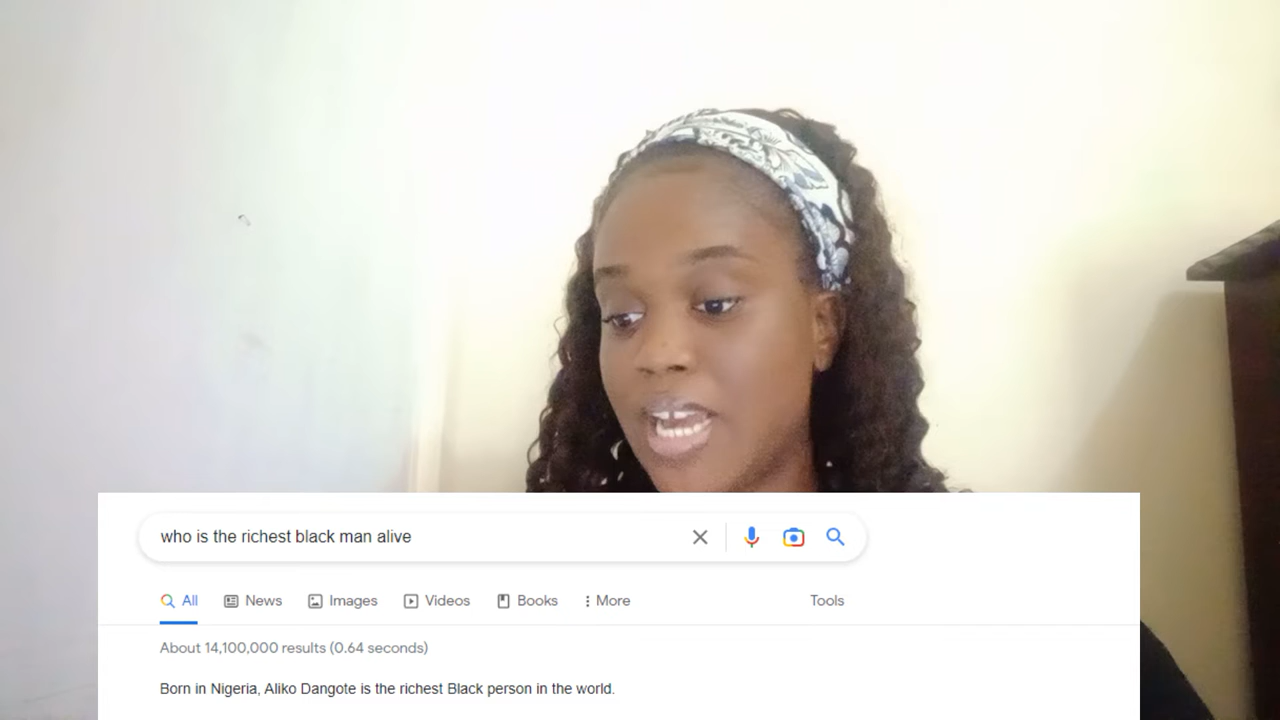 who is the richest black man alive
All News Images Videos Books More Tools
About 14,100,000 results (0.64 seconds)
Born in Nigeria, Aliko Dangote is the richest Black person in the world.